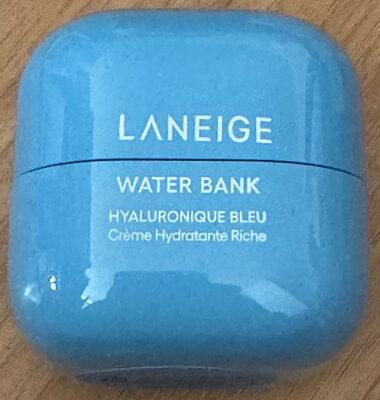 LANEIGE
WATER BANK
HYALURONIQUE BLEU
Crème Hydratante Riche